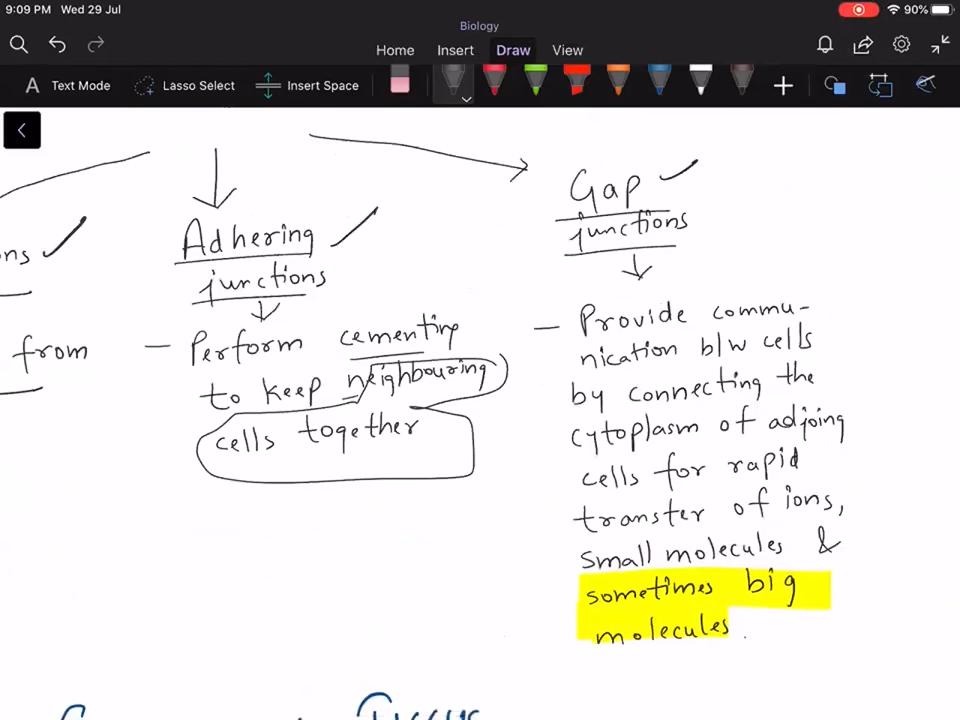 9:09 PM Wed 29 Jul
90%
Biology
Home Insert Draw View
Text Mode
Lasso Select
Insert Space
ns
from
Adhering
junctions
– Perform cementing
to keep neighbouring
cells together
Gap
junctions
– Provide commu-
nication b/w cells
by connecting the
cytoplasm of adjoing
cells for rapid
transfer of ions,
small molecules &
sometimes big
molecules.
Tissue